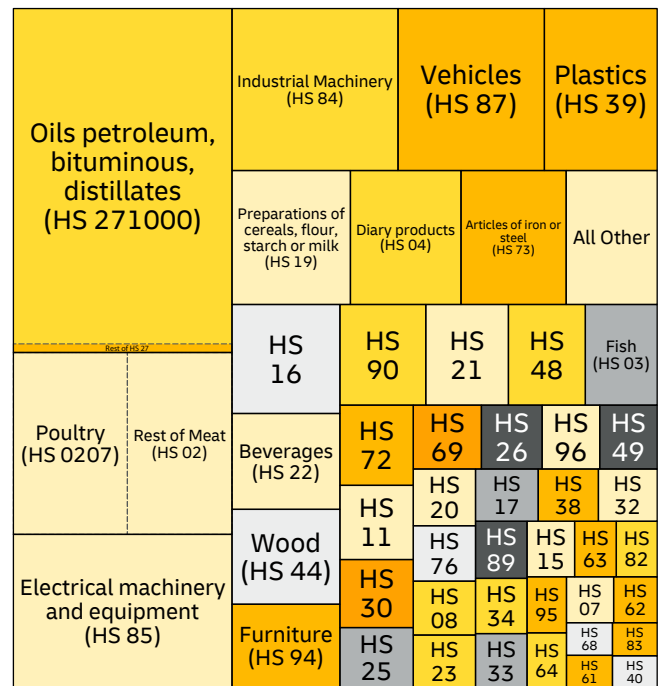 Oils petroleum,
bituminous,
distillates
(HS 271000)
Rest of HS 27
Poultry
(HS 0207)
Rest of Meat
(HS 02)
Electrical machinery
and equipment
(HS 85)
Industrial Machinery
(HS 84)
Vehicles
(HS 87)
Plastics
(HS 39)
Preparations of
cereals, flour,
starch or milk
(HS 19)
Diary products
(HS 04)
Articles of iron or
steel
(HS 73)
All Other
HS
16
HS
90
HS
21
HS
48
Fish
(HS 03)
Beverages
(HS 22)
Wood
(HS 44)
Furniture
(HS 94)
HS
72
HS
11
HS
30
HS
25
HS
69
HS
26
HS
96
HS
49
HS
20
HS
17
HS
38
HS
32
HS
76
HS
89
HS
15
HS
63
HS
82
HS
08
HS
34
HS
95
HS
07
HS
62
HS
23
HS
33
HS
64
HS
68
HS
83
HS
61
HS
40